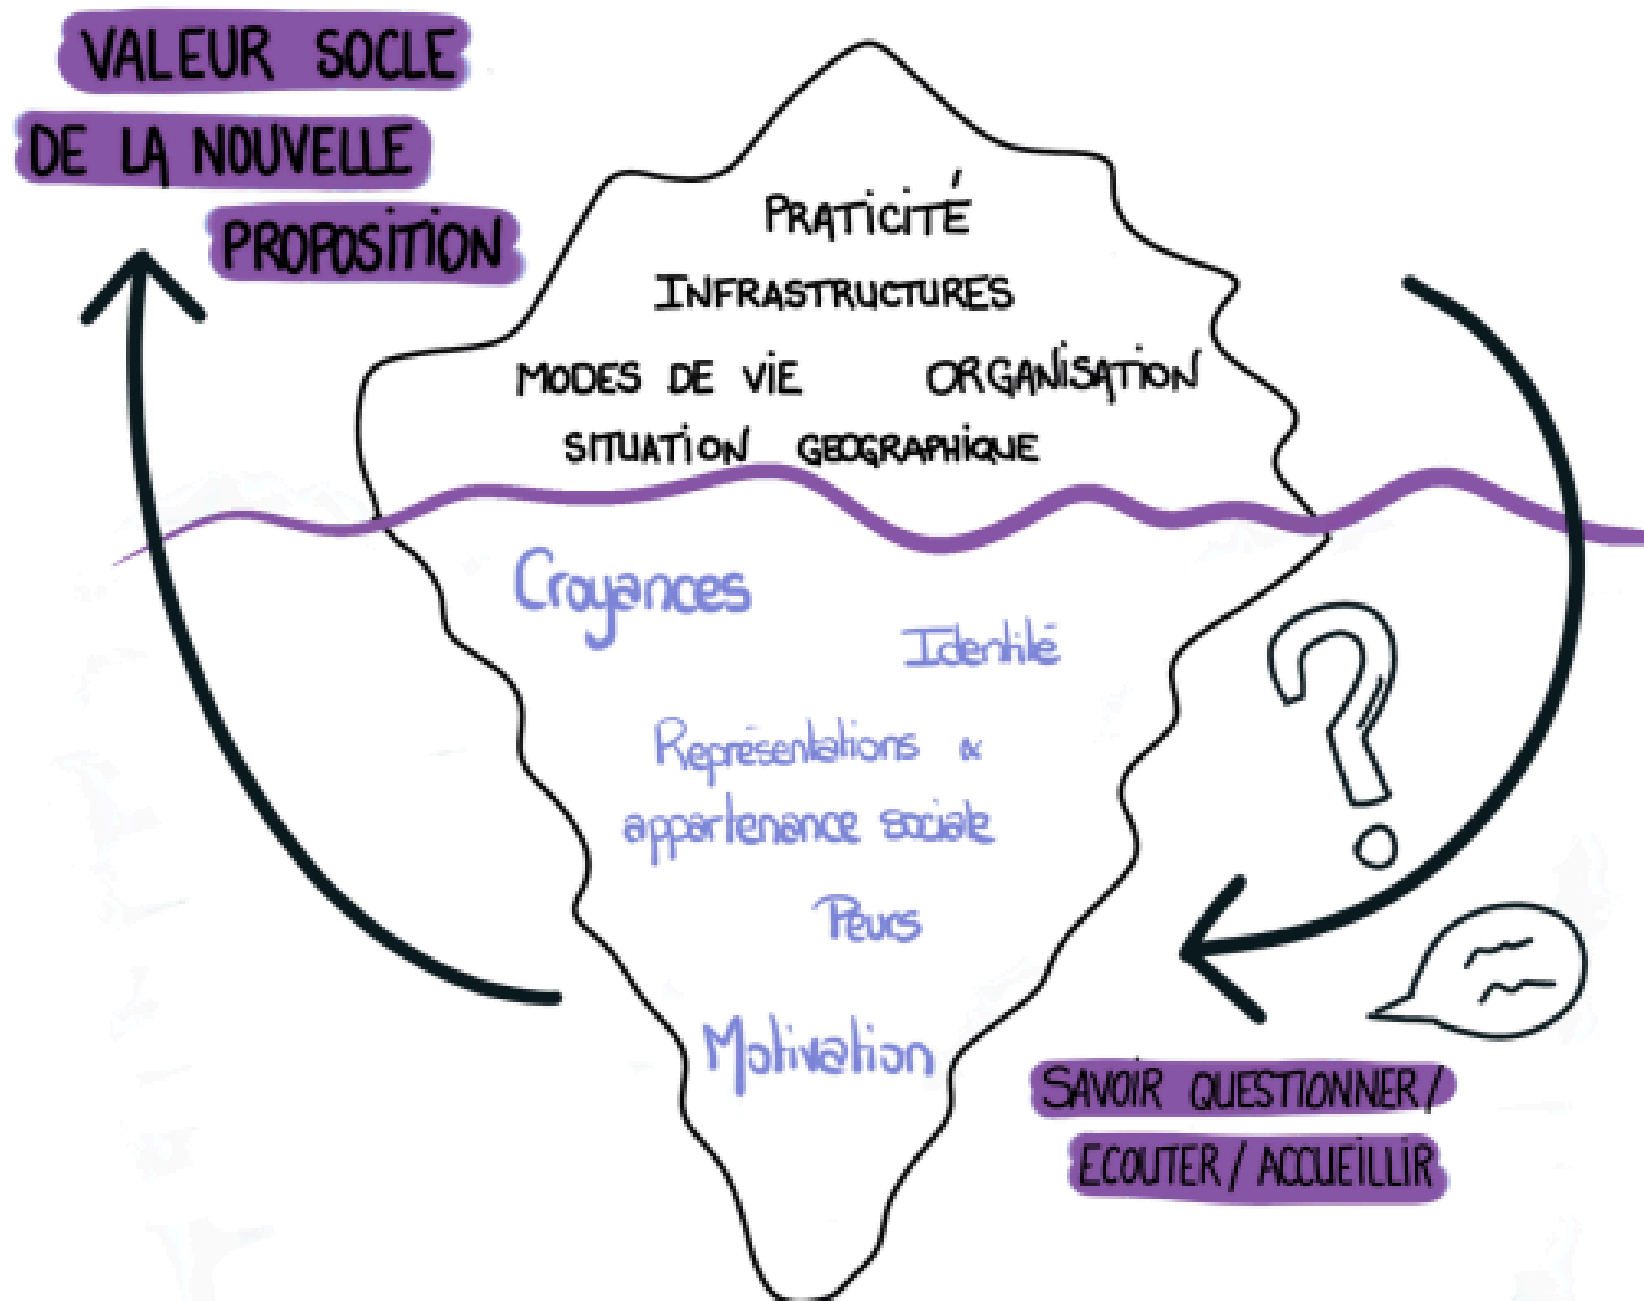 VALEUR SOCLE
DE LA NOUVELLE
PROPOSITION
PRATICITÉ
INFRASTRUCTURES
MODES DE VIE ORGANISATION
SITUATION GEOGRAPHIQUE
Croyances
Identité
Représentations &
appartenance sociale
Peurs
Motivation
?
SAVOIR QUESTIONNER/
ECOUTER / ACCUEILLIR